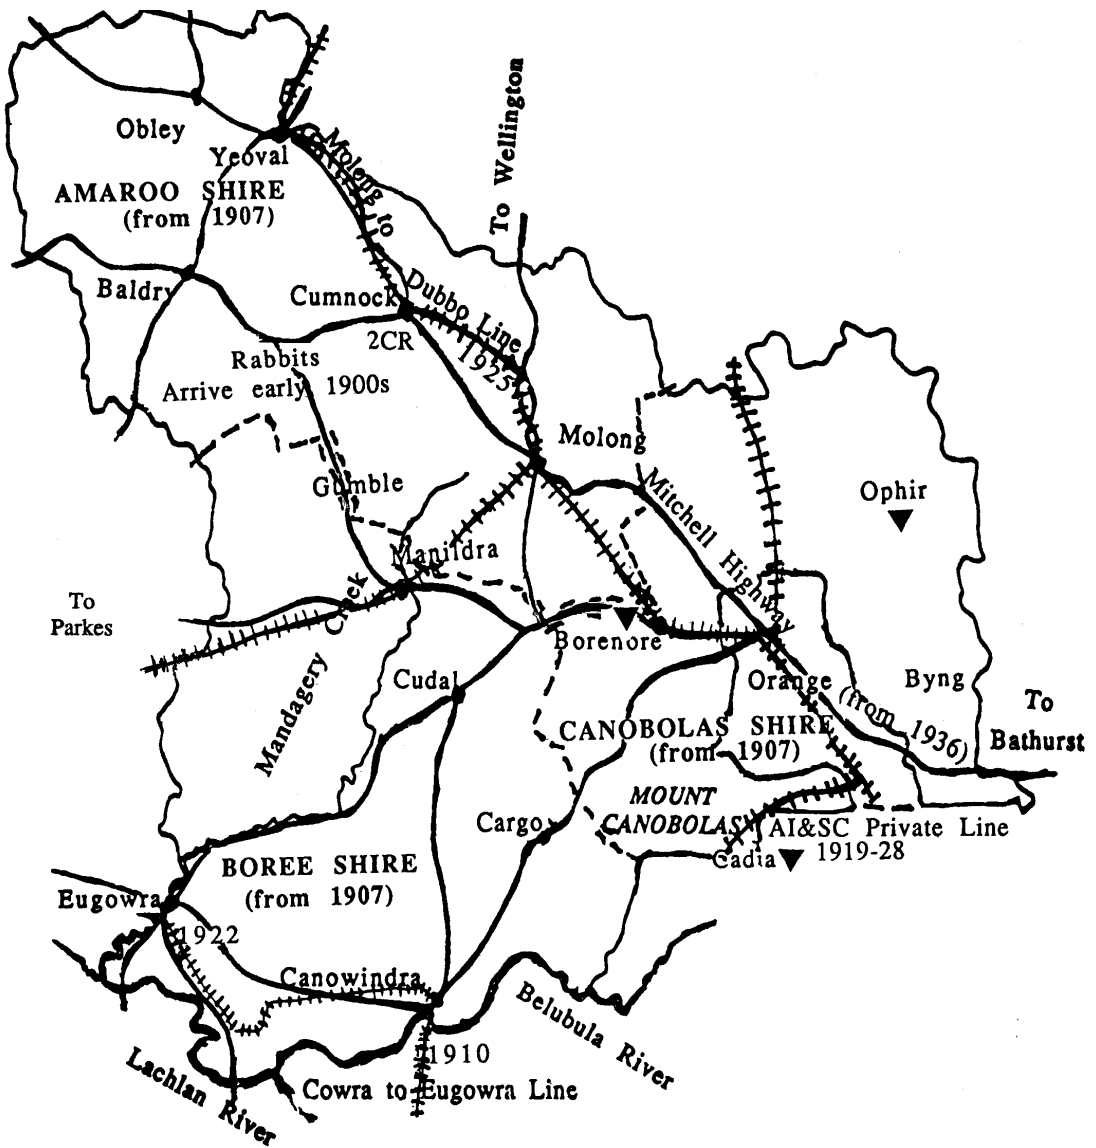 To Wellington
Obley
Yeoval
Molong to
Dubbo Line
1925
AMAROO SHIRE
(from 1907)
Baldry
Cumnock
2CR
Rabbits
Arrive early 1900s
Molong
Gumble
Mitchell Highway
Ophir
Manildra
To
Parkes
Mandagery Creek
Borenore
Cudal
Orange (from 1936)
Byng
To
Bathurst
CANOBOLAS SHIRE
(from 1907)
MOUNT
CANOBOLAS
Cargo
AI&SC Private Line
1919-28
Cadia
BOREE SHIRE
(from 1907)
Eugowra
1922
Canowindra
Belubula River
1910
Lachlan River
Cowra to Eugowra Line